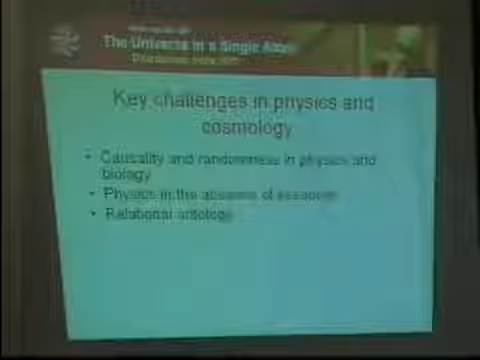 The Universe in a Single Atom
Key challenges in physics and
cosmology
• Causality and randomness in physics and
biology
• Physics in the absence of essences
• Relational ontology